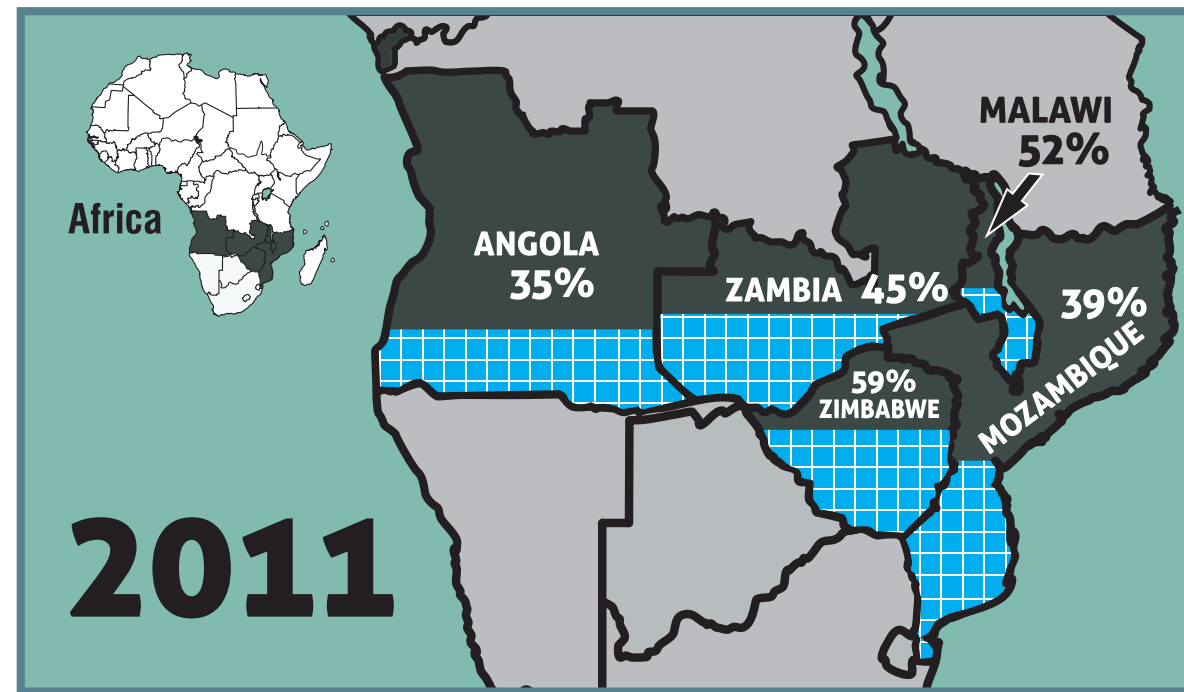 Africa
2011
ANGOLA
35%
ZAMBIA 45%
MALAWI
52%
39%
MOZAMBIQUE
59%
ZIMBABWE